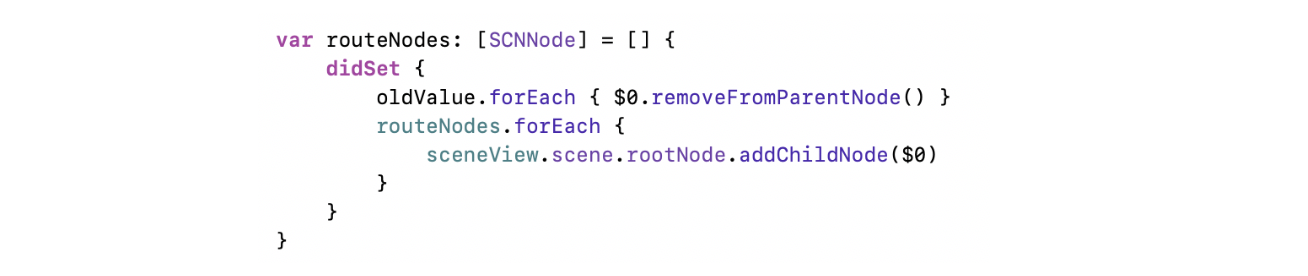 var routeNodes: [SCNNode] = [] {
    didSet {
        oldValue.forEach { $0.removeFromParentNode() }
        routeNodes.forEach {
            sceneView.scene.rootNode.addChildNode($0)
        }
    }
}